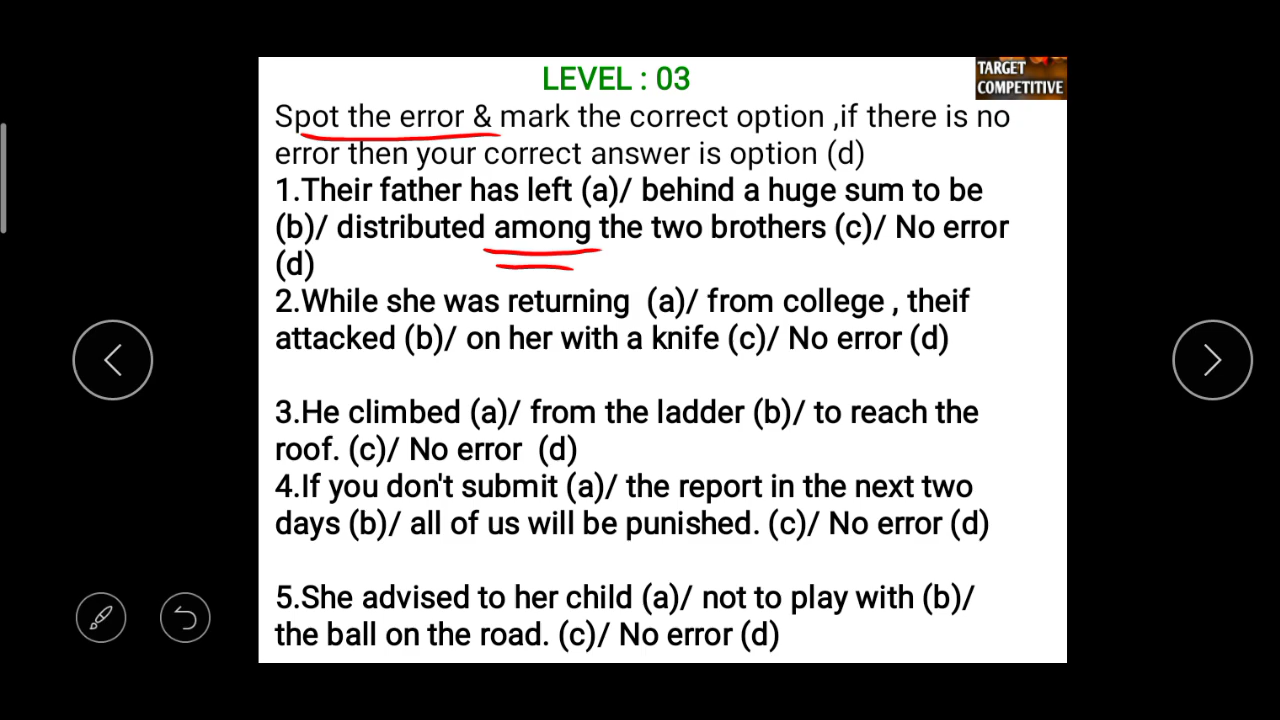 LEVEL : 03
TARGET
COMPETITIVE
Spot the error & mark the correct option ,if there is no
error then your correct answer is option (d)
1.Their father has left (a)/ behind a huge sum to be
(b)/ distributed among the two brothers (c)/ No error
(d)
2.While she was returning  (a)/ from college , theif
attacked (b)/ on her with a knife (c)/ No error (d)
3.He climbed (a)/ from the ladder (b)/ to reach the
roof. (c)/ No error  (d)
4.If you don't submit (a)/ the report in the next two
days (b)/ all of us will be punished. (c)/ No error (d)
5.She advised to her child (a)/ not to play with (b)/
the ball on the road. (c)/ No error (d)